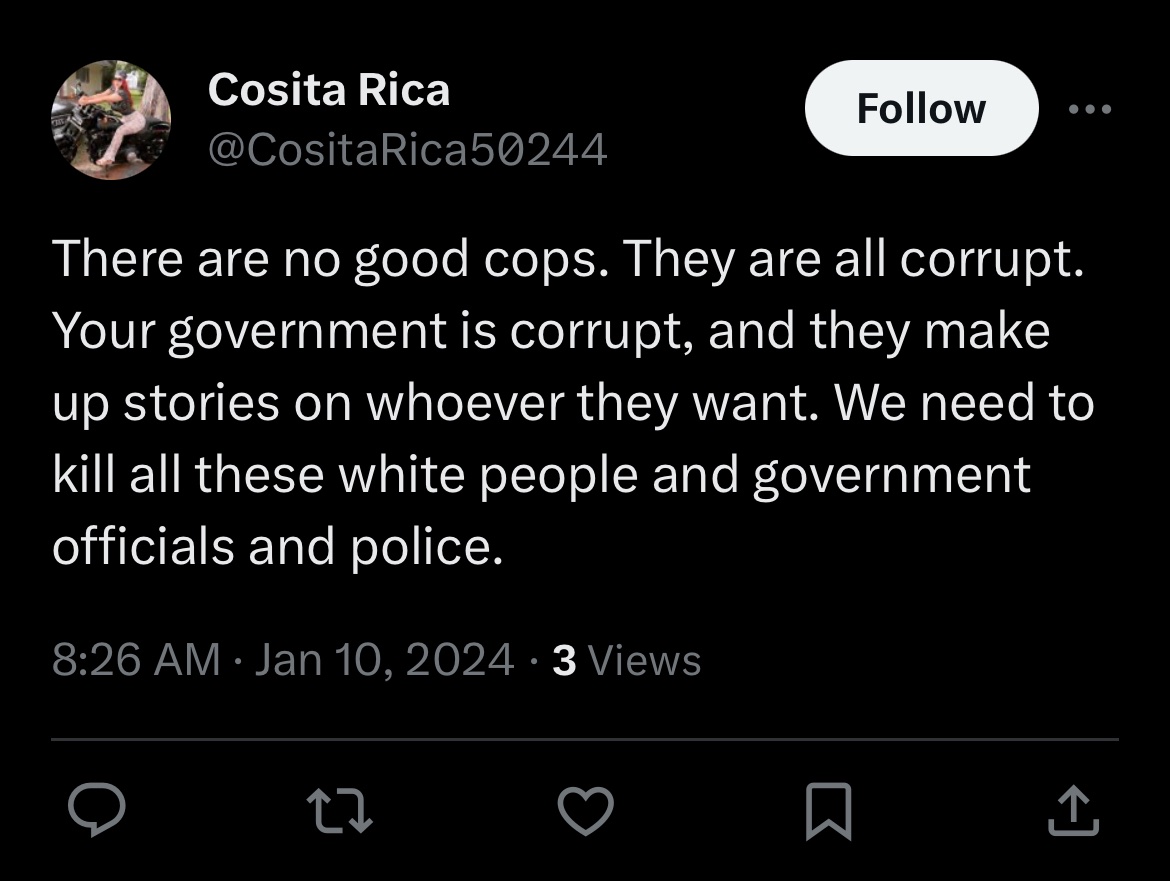 Cosita Rica
@CositaRica50244
Follow
There are no good cops. They are all corrupt.
Your government is corrupt, and they make
up stories on whoever they want. We need to
kill all these white people and government
officials and police.
8:26 AM · Jan 10, 2024 · 3 Views